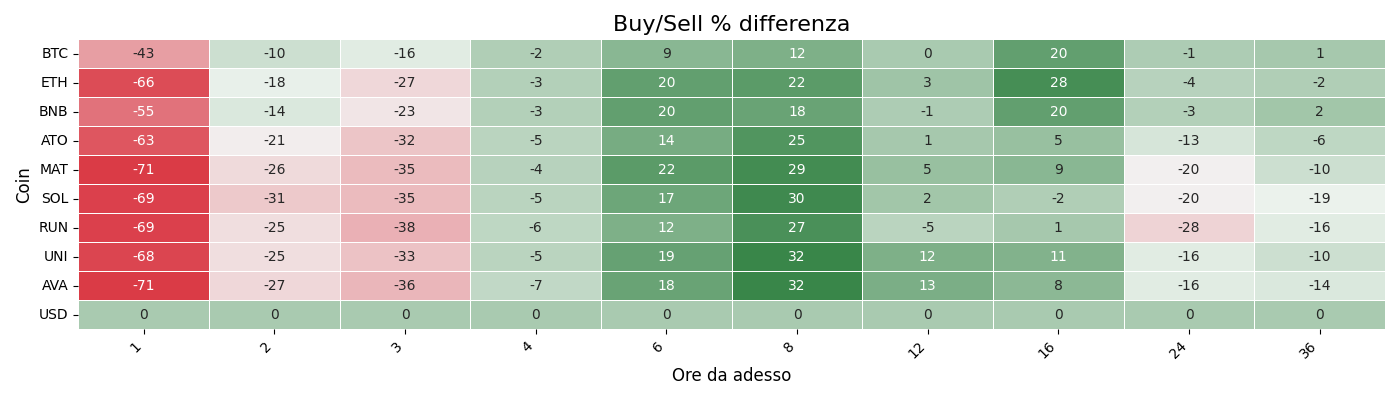 Buy/Sell % differenza
Coin
BTC -43 -10 -16 -2 9 12 0 20 -1 1
ETH -66 -18 -27 -3 20 22 3 28 -4 -2
BNB -55 -14 -23 -3 20 18 -1 20 -3 2
ATO -63 -21 -32 -5 14 25 1 5 -13 -6
MAT -71 -26 -35 -4 22 29 5 9 -20 -10
SOL -69 -31 -35 -5 17 30 2 -2 -20 -19
RUN -69 -25 -38 -6 12 27 -5 1 -28 -16
UNI -68 -25 -33 -5 19 32 12 11 -16 -10
AVA -71 -27 -36 -7 18 32 13 8 -16 -14
USD 0 0 0 0 0 0 0 0 0 0
1 2 3 4 6 8 12 16 24 36
Ore da adesso